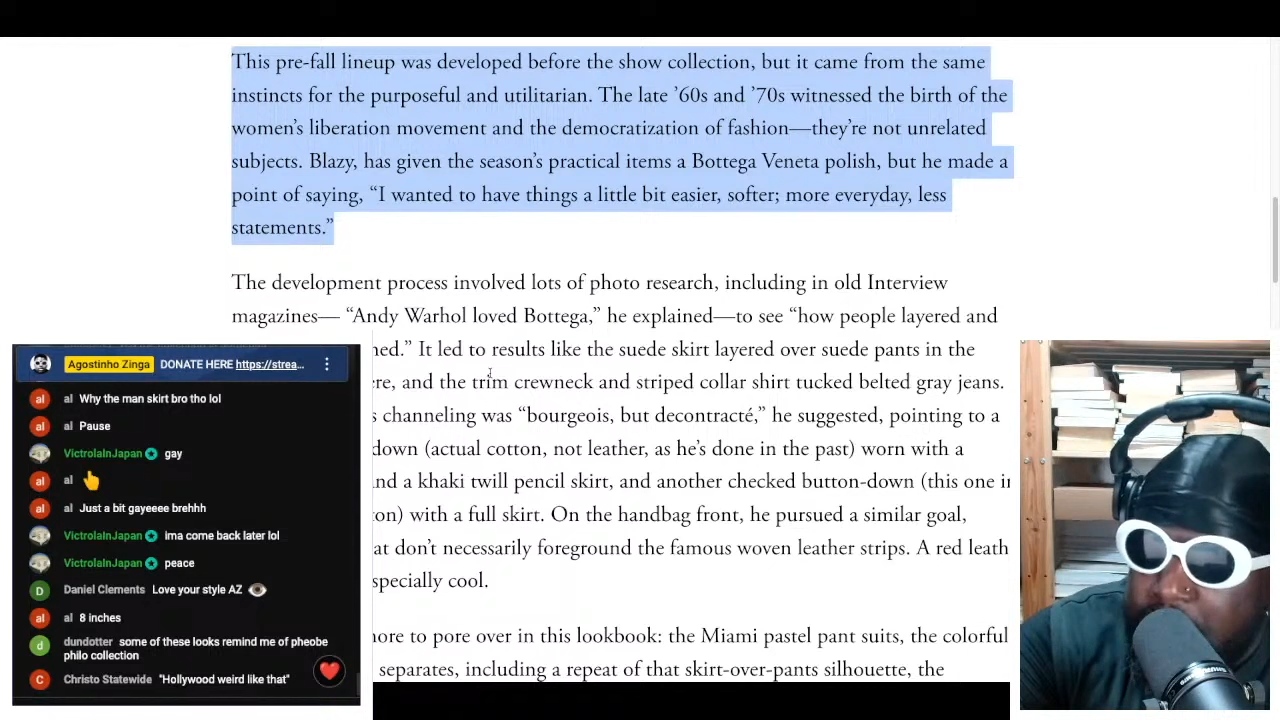 This pre-fall lineup was developed before the show collection, but it came from the same
instincts for the purposeful and utilitarian. The late ’60s and ’70s witnessed the birth of the
women’s liberation movement and the democratization of fashion—they’re not unrelated
subjects. Blazy, has given the season’s practical items a Bottega Veneta polish, but he made a
point of saying, “I wanted to have things a little bit easier, softer; more everyday, less
statements.”
The development process involved lots of photo research, including in old Interview
magazines— “Andy Warhol loved Bottega,” he explained—to see “how people layered and
ned.” It led to results like the suede skirt layered over suede pants in the
ere, and the trim crewneck and striped collar shirt tucked belted gray jeans.
s channeling was “bourgeois, but decontracté,” he suggested, pointing to a
down (actual cotton, not leather, as he’s done in the past) worn with a
nd a khaki twill pencil skirt, and another checked button-down (this one in
on) with a full skirt. On the handbag front, he pursued a similar goal,
at don’t necessarily foreground the famous woven leather strips. A red leath
specially cool.
nore to pore over in this lookbook: the Miami pastel pant suits, the colorful
separates, including a repeat of that skirt-over-pants silhouette, the
Agostinho Zinga DONATE HERE https://strea...
al Why the man skirt bro tho lol
al Pause
VictrolaInJapan gay
al 👆
al Just a bit gayeeee brehhh
VictrolaInJapan Ima come back later lol
VictrolaInJapan peace
Daniel Clements Love your style AZ 👁
al 8 inches
dundotter some of these looks remind me of pheobe
philo collection
Christo Statewide "Hollywood weird like that"